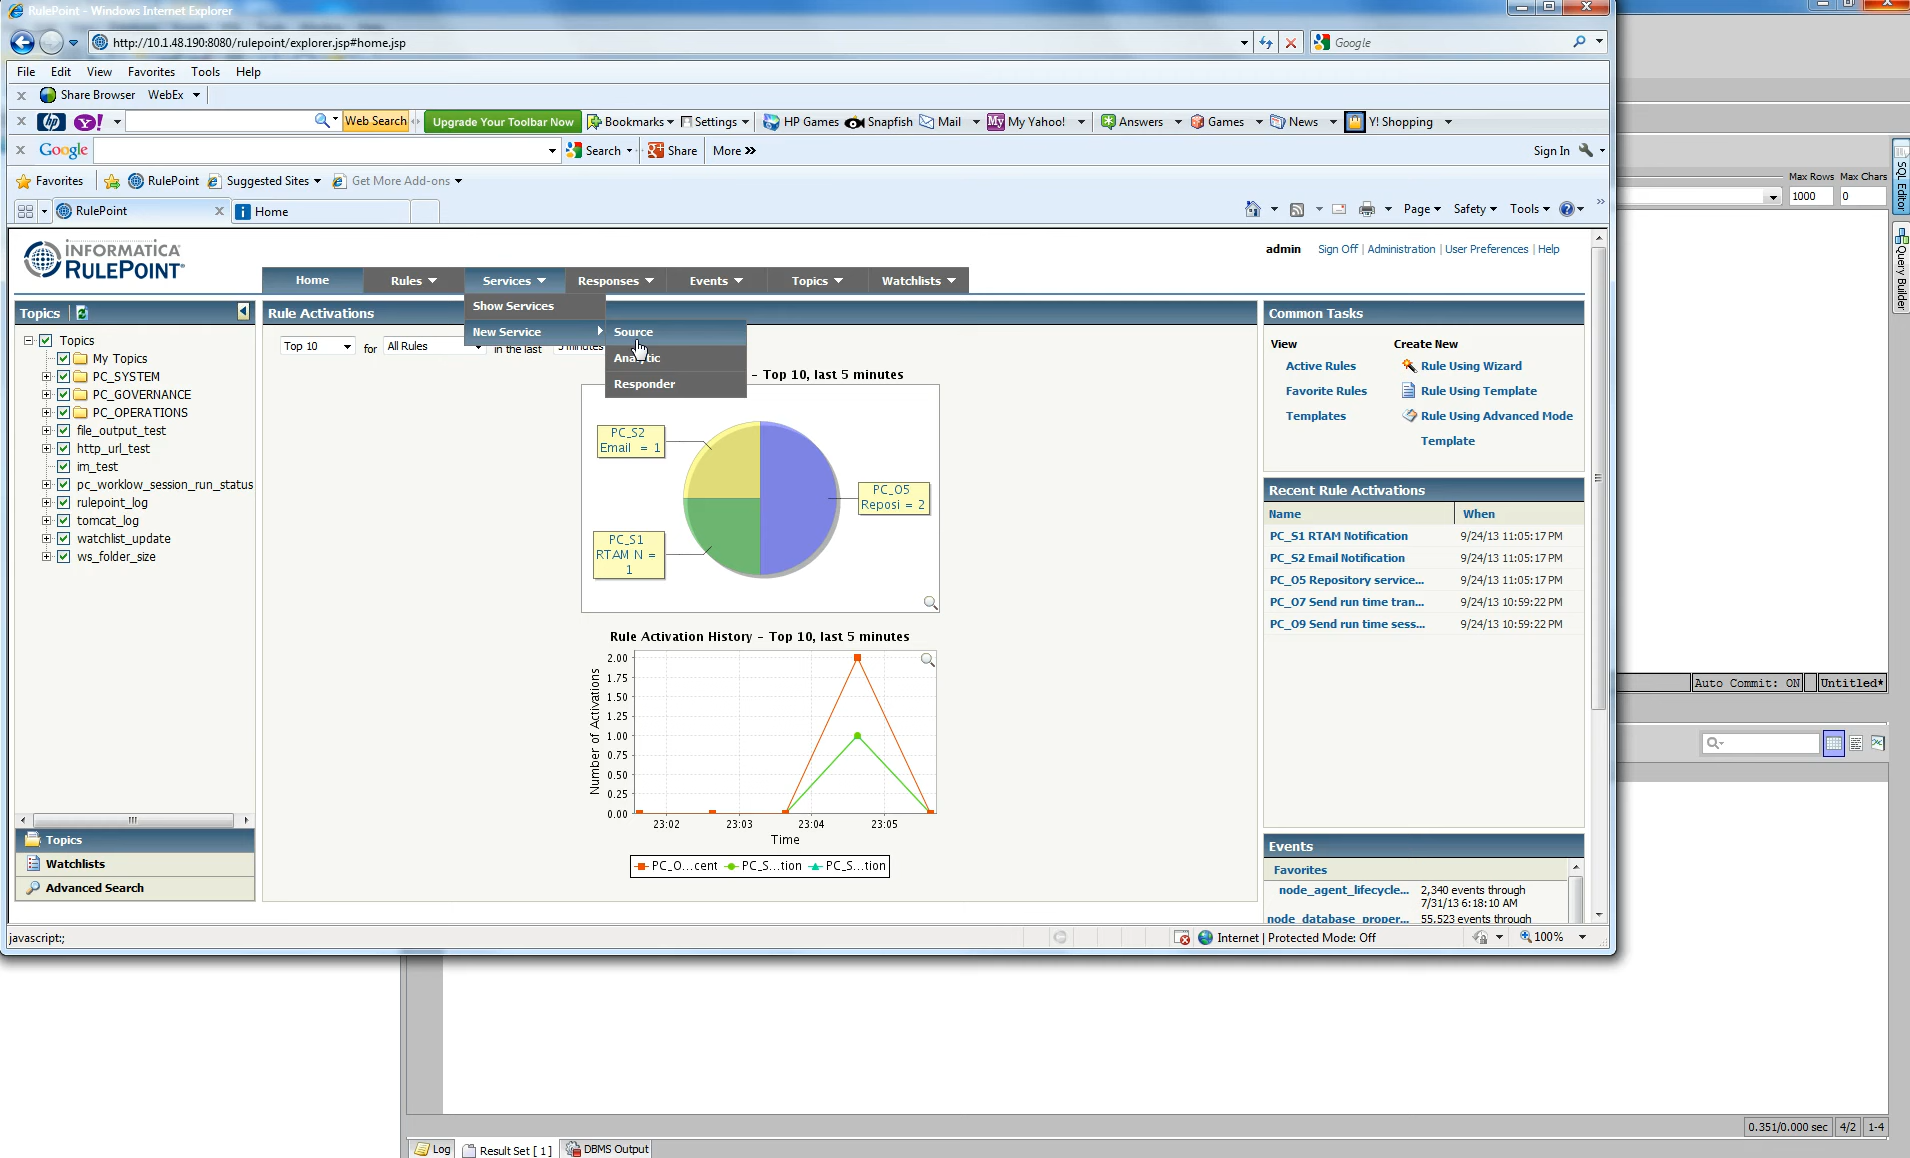 RulePoint - Windows Internet Explorer
http://10.1.48.190:8080/rulepoint/explorer.jsp#home.jsp
Google
File Edit View Favorites Tools Help
x Share Browser WebEx
x hp Y! Web Search Upgrade Your Toolbar Now Bookmarks Settings HP Games Snapfish Mail My My Yahoo! Answers Games News Y! Shopping
x Google Search Share More » Sign In
Favorites RulePoint Suggested Sites Get More Add-ons
RulePoint x Home Page Safety Tools
INFORMATICA
RULEPOINT
admin Sign Off | Administration | User Preferences | Help
Home Rules Services Responses Events Topics Watchlists
Show Services
New Service
Source
Responder
Topics
Topics
My Topics
PC_SYSTEM
PC_GOVERNANCE
PC_OPERATIONS
file_output_test
http_url_test
im_test
pc_worklow_session_run_status
rulepoint_log
tomcat_log
watchlist_update
ws_folder_size
Topics
Watchlists
Advanced Search
Rule Activations
Top 10 for All Rules in the last 5 minutes
- Top 10, last 5 minutes
PC_S2
Email = 1
PC_O5
Reposi = 2
PC_S1
RTAM N =
1
Rule Activation History - Top 10, last 5 minutes
Number of Activations
2.00
1.75
1.50
1.25
1.00
0.75
0.50
0.25
0.00
23:02 23:03 23:04 23:05
Time
PC_O...cent PC_S...tion PC_S...tion
Common Tasks
View Create New
Active Rules Rule Using Wizard
Favorite Rules Rule Using Template
Templates Rule Using Advanced Mode
Template
Recent Rule Activations
Name When
PC_S1 RTAM Notification 9/24/13 11:05:17 PM
PC_S2 Email Notification 9/24/13 11:05:17 PM
PC_O5 Repository service... 9/24/13 11:05:17 PM
PC_O7 Send run time tran... 9/24/13 10:59:22 PM
PC_O9 Send run time sess... 9/24/13 10:59:22 PM
Events
Favorites
node_agent_lifecycle... 2,340 events through
7/31/13 6:18:10 AM
node_database_proper... 55,523 events through
javascript:; Internet | Protected Mode: Off 100%
Max Rows Max Chars
1000 0
SQL Editor
Query Builder
Auto Commit: ON Untitled*
0.351/0.000 sec 4/2 1-4
Log Result Set [ 1 ] DBMS Output